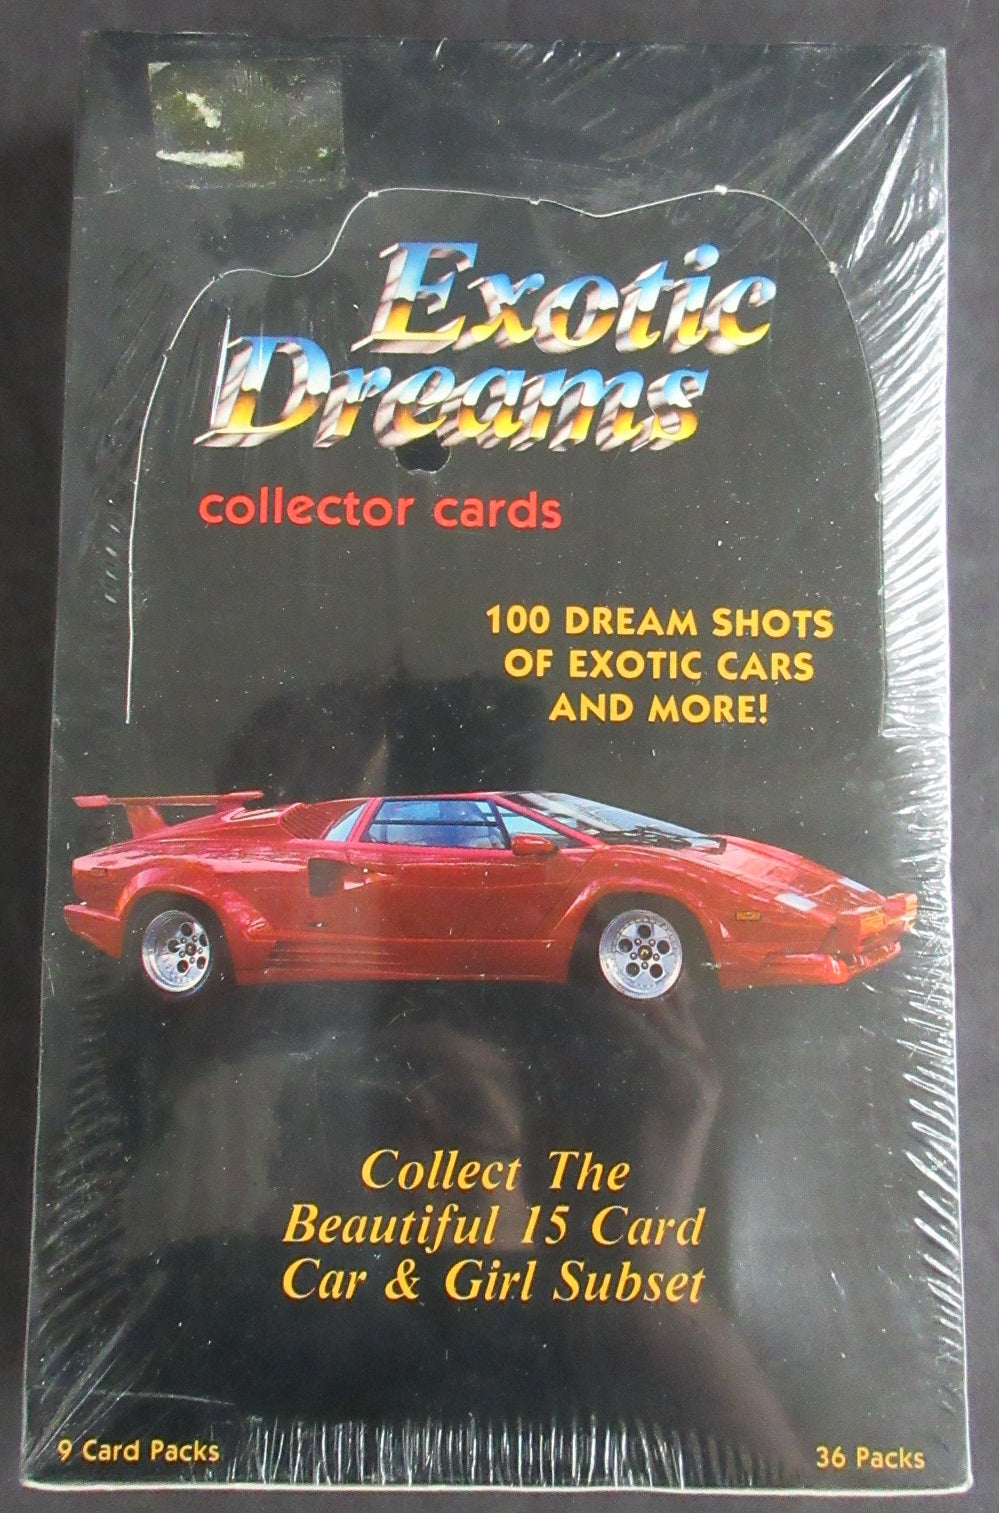 Exotic
Dreams
collector cards
100 DREAM SHOTS
OF EXOTIC CARS
AND MORE!
Collect The
Beautiful 15 Card
Car & Girl Subset
9 Card Packs
36 Packs